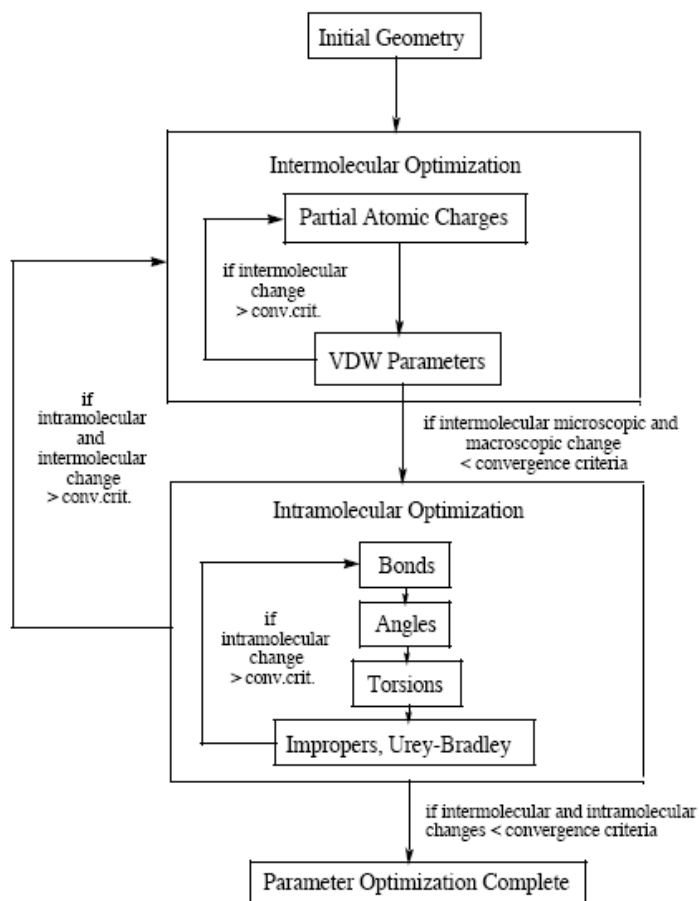 Initial Geometry
Intermolecular Optimization
Partial Atomic Charges
if intermolecular
change
> conv.crit.
VDW Parameters
if intermolecular microscopic and
macroscopic change
< convergence criteria
if
intramolecular
and
intermolecular
change
> conv.crit.
Intramolecular Optimization
Bonds
Angles
Torsions
Impropers, Urey-Bradley
if
intramolecular
change
> conv.crit.
if intermolecular and intramolecular
changes < convergence criteria
Parameter Optimization Complete